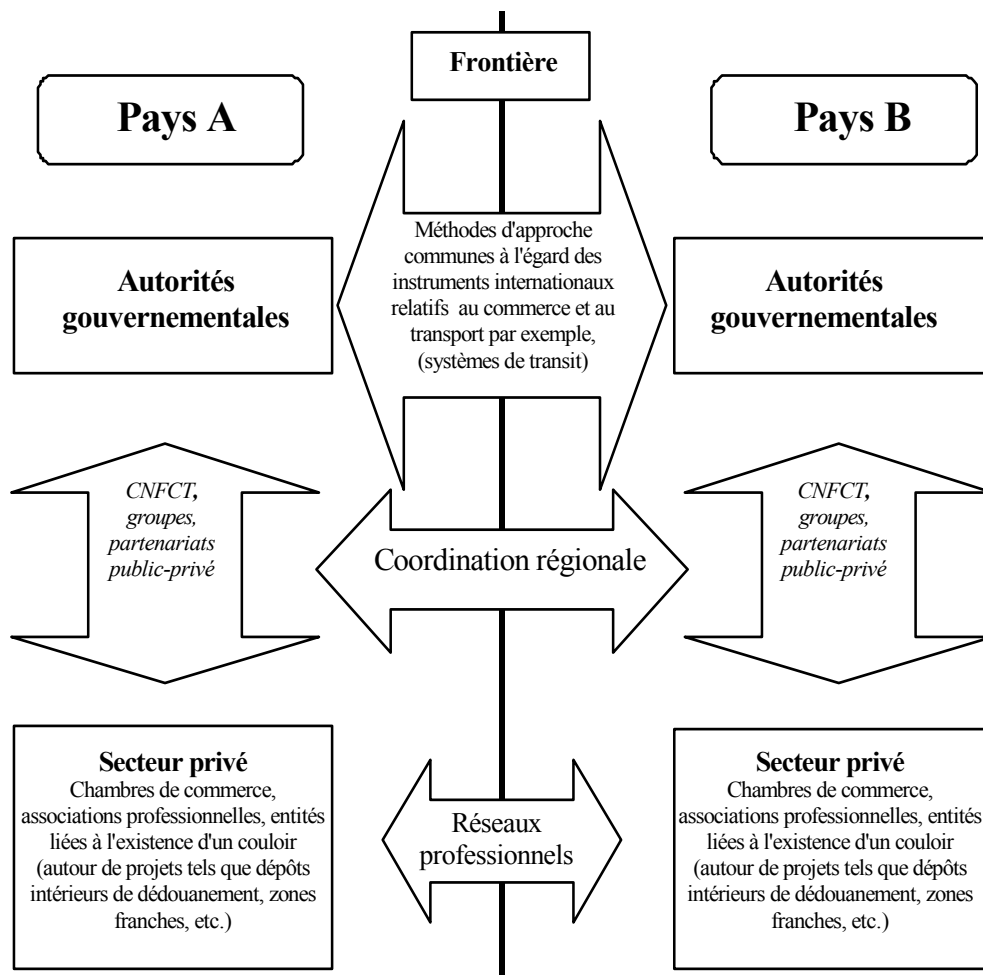 Frontière
Pays A
Pays B
Autorités
gouvernementales
Méthodes d'approche
communes à l'égard des
instruments internationaux
relatifs au commerce et au
transport par exemple,
(systèmes de transit)
Autorités
gouvernementales
CNFCT,
groupes,
partenariats
public-privé
Coordination régionale
CNFCT,
groupes,
partenariats
public-privé
Secteur privé
Chambres de commerce,
associations professionnelles, entités
liées à l'existence d'un couloir
(autour de projets tels que dépôts
intérieurs de dédouanement, zones
franches, etc.)
Réseaux
professionnels
Secteur privé
Chambres de commerce,
associations professionnelles, entités
liées à l'existence d'un couloir
(autour de projets tels que dépôts
intérieurs de dédouanement, zones
franches, etc.)